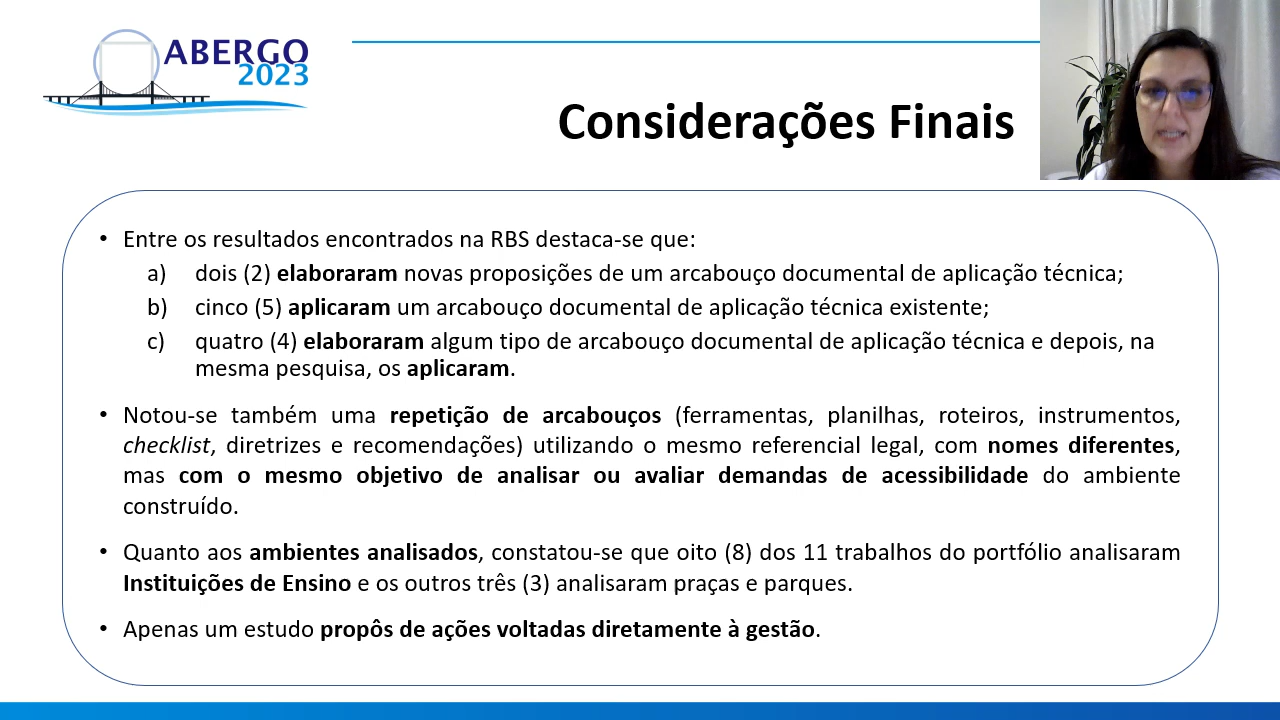 ABERGO
2023
Considerações Finais
• Entre os resultados encontrados na RBS destaca-se que:
a) dois (2) elaboraram novas proposições de um arcabouço documental de aplicação técnica;
b) cinco (5) aplicaram um arcabouço documental de aplicação técnica existente;
c) quatro (4) elaboraram algum tipo de arcabouço documental de aplicação técnica e depois, na
mesma pesquisa, os aplicaram.
• Notou-se também uma repetição de arcabouços (ferramentas, planilhas, roteiros, instrumentos,
checklist, diretrizes e recomendações) utilizando o mesmo referencial legal, com nomes diferentes,
mas com o mesmo objetivo de analisar ou avaliar demandas de acessibilidade do ambiente
construído.
• Quanto aos ambientes analisados, constatou-se que oito (8) dos 11 trabalhos do portfólio analisaram
Instituições de Ensino e os outros três (3) analisaram praças e parques.
• Apenas um estudo propôs de ações voltadas diretamente à gestão.